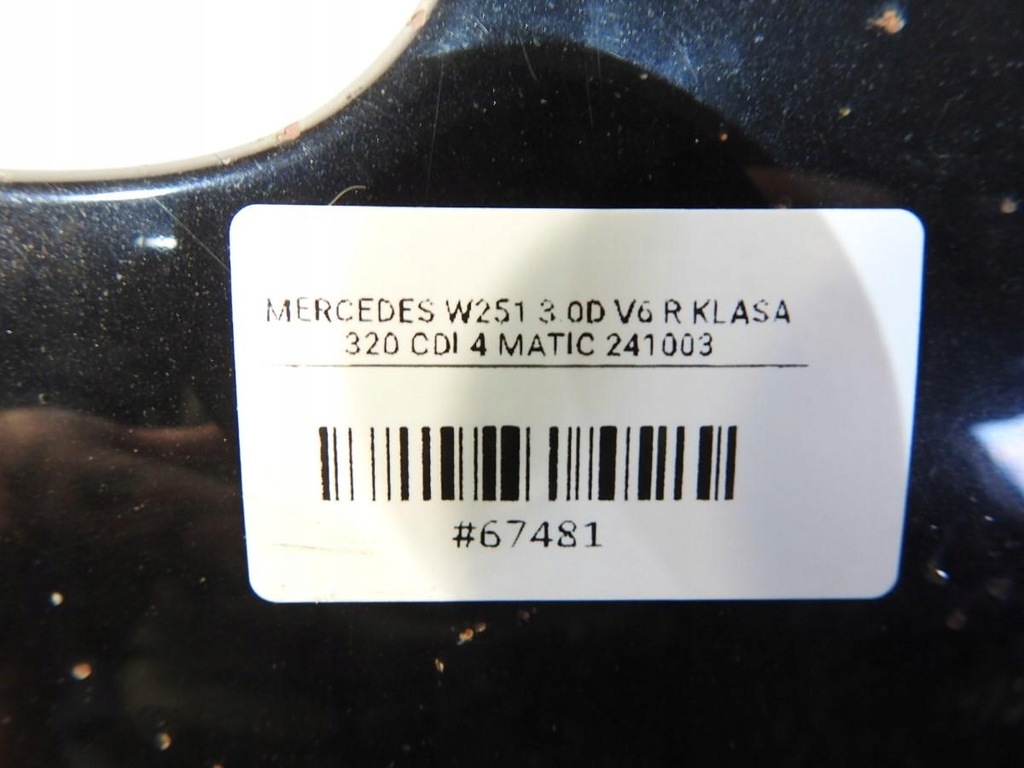 MERCEDES W251 3.0D V6 R KLASA
320 CDI 4 MATIC 241003
#67481